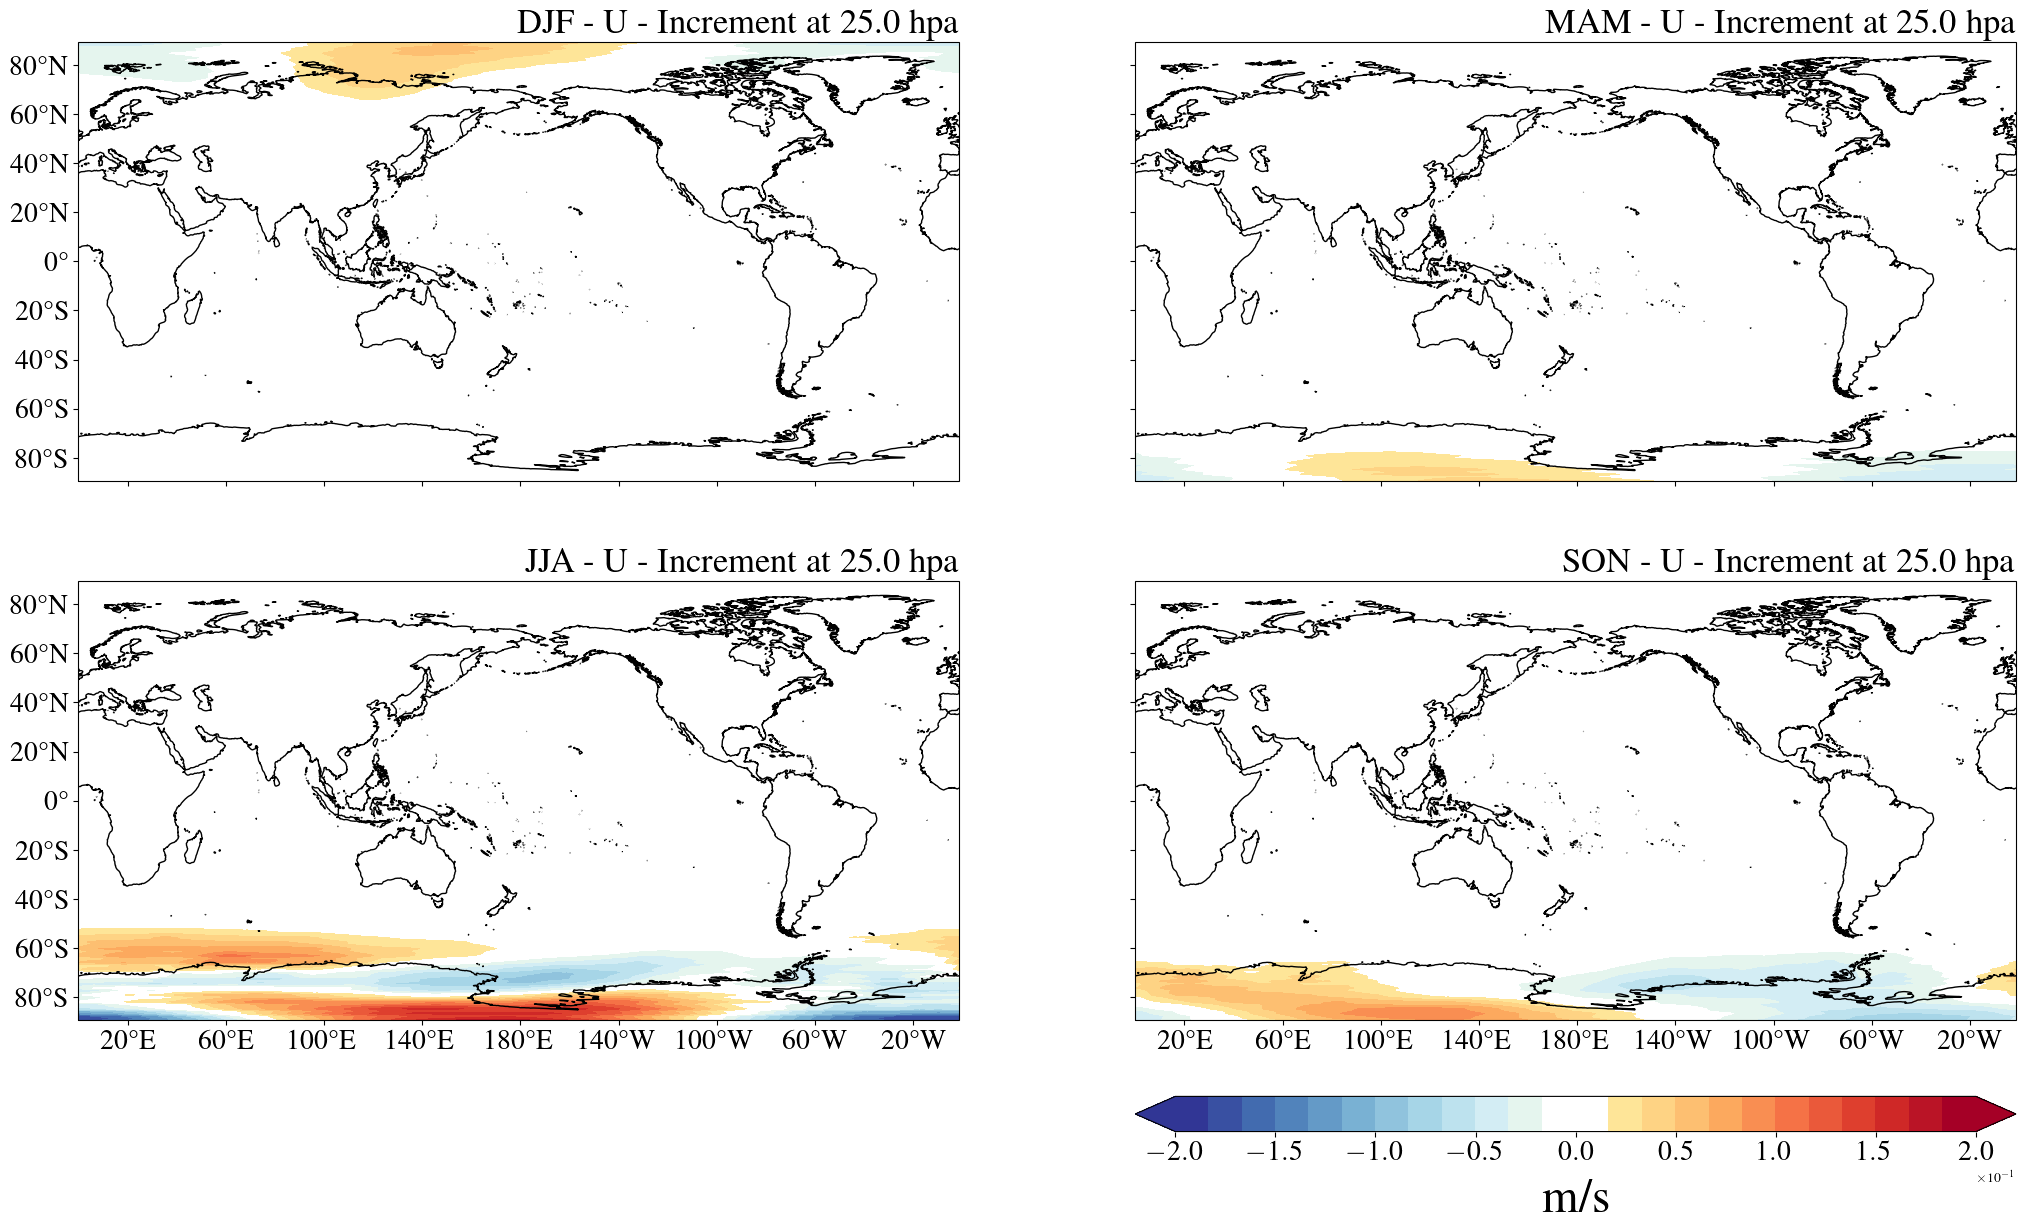 DJF - U - Increment at 25.0 hpa
MAM - U - Increment at 25.0 hpa
80°N
60°N
40°N
20°N
0°
20°S
40°S
60°S
80°S
JJA - U - Increment at 25.0 hpa
SON - U - Increment at 25.0 hpa
80°N
60°N
40°N
20°N
0°
20°S
40°S
60°S
80°S
20°E 60°E 100°E 140°E 180°E 140°W 100°W 60°W 20°W
20°E 60°E 100°E 140°E 180°E 140°W 100°W 60°W 20°W
−2.0 −1.5 −1.0 −0.5 0.0 0.5 1.0 1.5 2.0
×10⁻¹
m/s